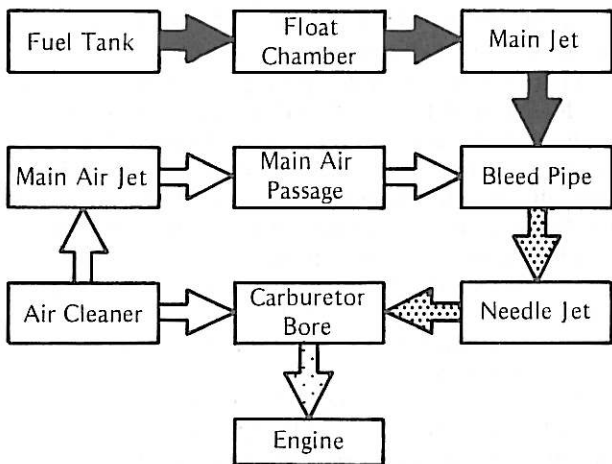 Fuel Tank
Float
Chamber
Main Jet
Main Air Jet
Main Air
Passage
Bleed Pipe
Air Cleaner
Carburetor
Bore
Needle Jet
Engine